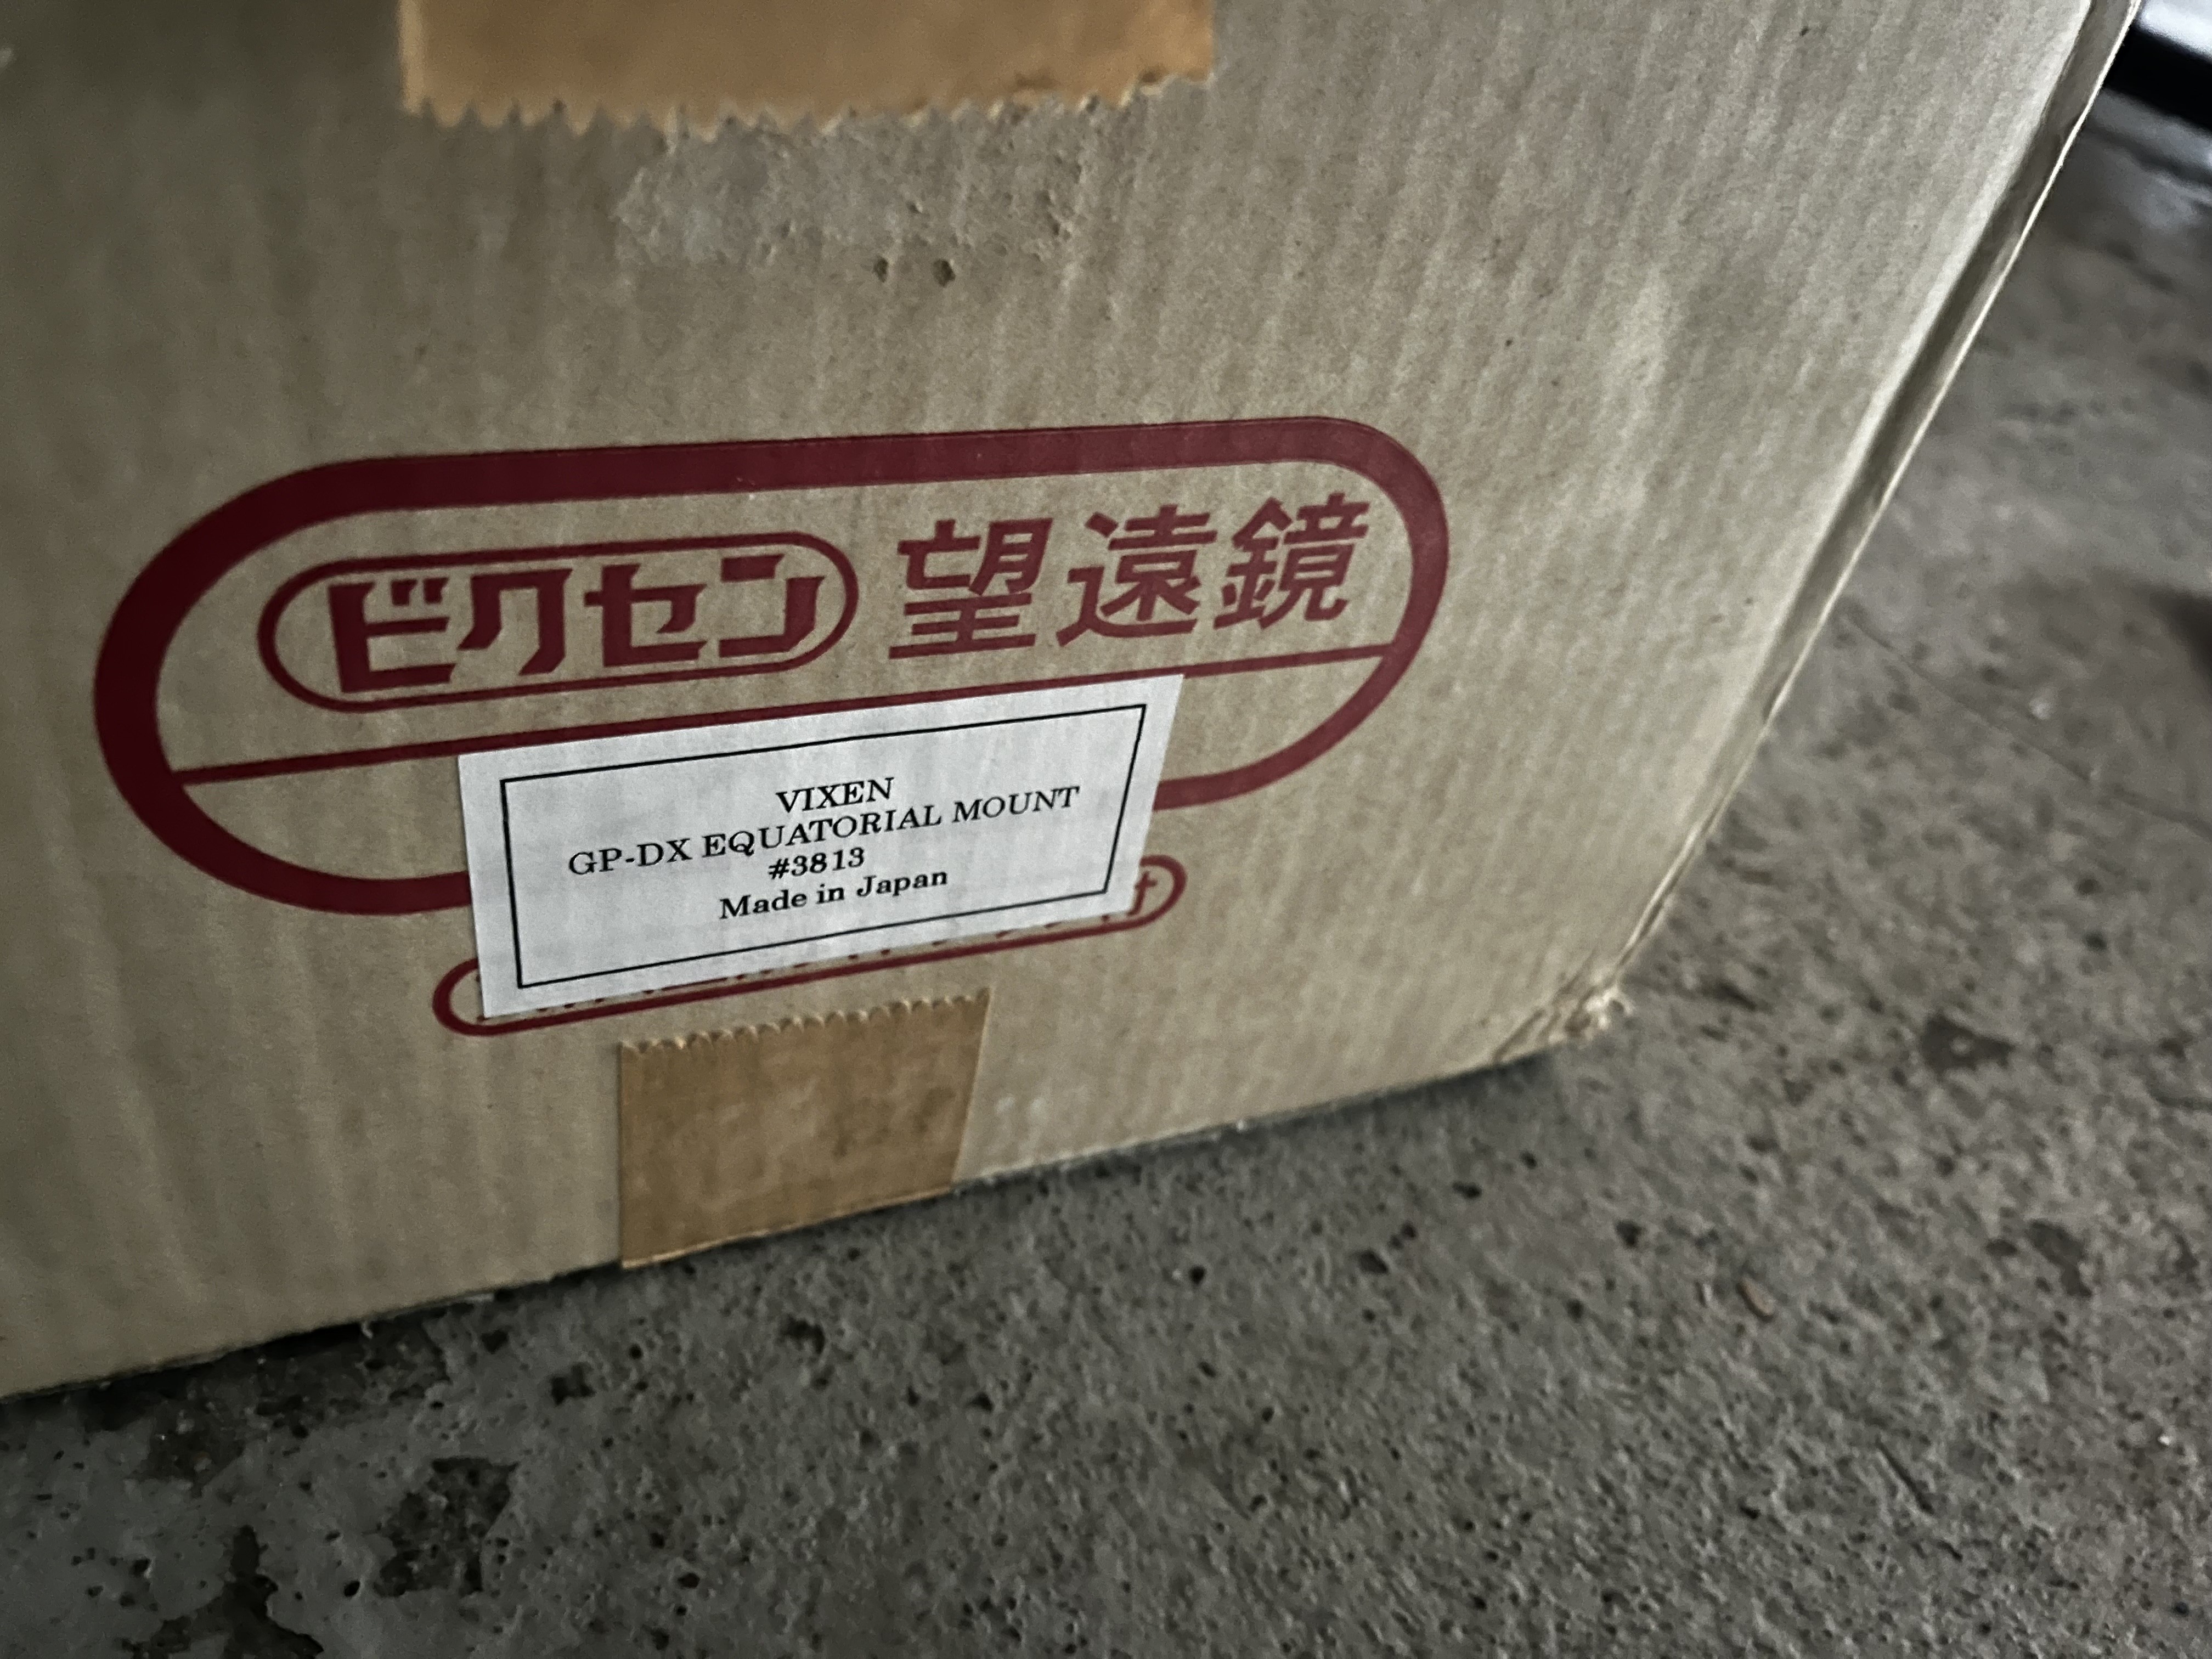 ビクセン 望遠鏡
VIXEN
GP-DX EQUATORIAL MOUNT
#3813
Made in Japan